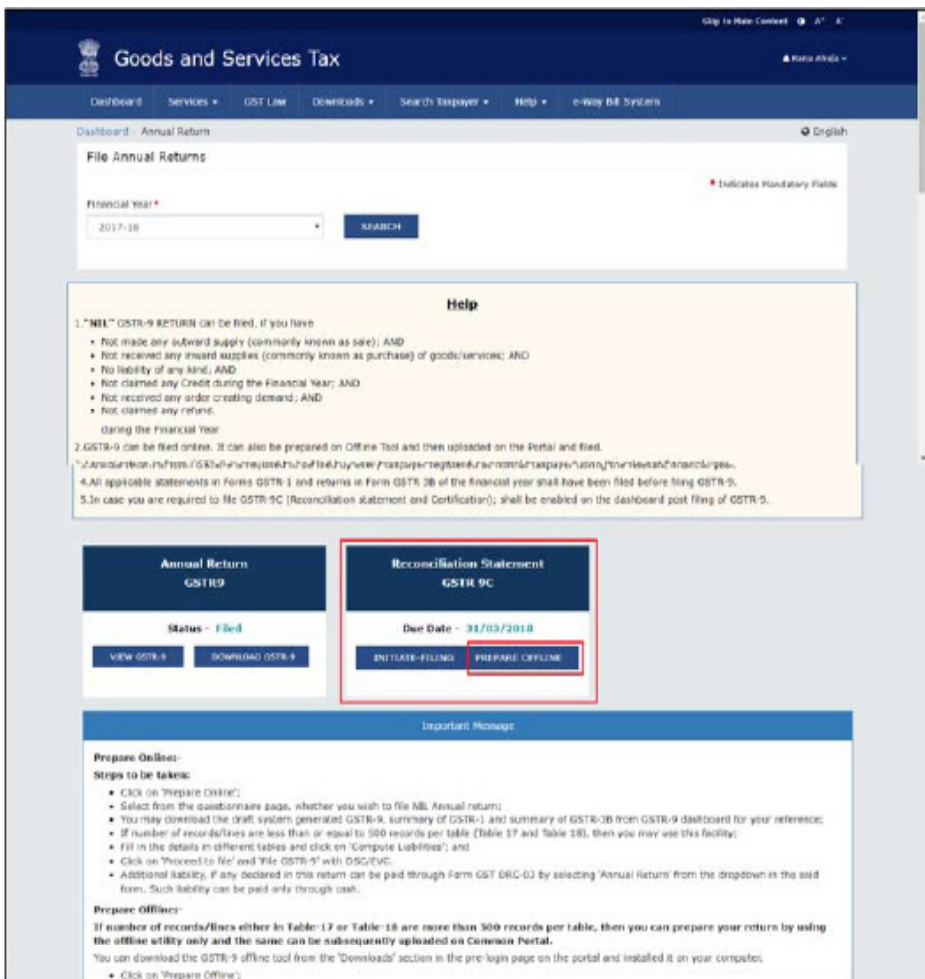 Skip to Main Content A+ A-
Goods and Services Tax
Dashboard Services GST Law Downloads Search Taxpayer Help e-Way Bill System
Dashboard Annual Return English
File Annual Returns
• Indicates Mandatory Fields
Financial Year •
2017-18 SEARCH
Help
1."NIL" GSTR-9 RETURN can be filed, if you have
• Not made any outward supply (commonly known as sale); AND
• Not received any inward supplies (commonly known as purchase) of goods/services; AND
• No liability of any kind; AND
• Not claimed any Credit during the Financial Year; AND
• Not received any order creating demand; AND
• Not claimed any refund.
during the Financial Year
2.GSTR-9 can be filed online. It can also be prepared on Offline Tool and then uploaded on the Portal and filed.
4.All applicable statements in Forms GSTR-1 and returns in Form GSTR 3B of the financial year shall have been filed before filing GSTR-9.
5.In case you are required to file GSTR-9C (Reconciliation statement and Certification); shall be enabled on the dashboard post filing of GSTR-9.
Annual Return
GSTR9
Status - Filed
VIEW GSTR-9 DOWNLOAD GSTR-9
Reconciliation Statement
GSTR 9C
Due Date - 31/03/2018
INITIATE-FILING PREPARE OFFLINE
Important Message
Prepare Online:-
Steps to be taken:
• Click on 'Prepare Online';
• Select from the questionnaire page, whether you wish to file NIL Annual return;
• You may download the draft system generated GSTR-9, summary of GSTR-1 and summary of GSTR-3B from GSTR-9 dashboard for your reference;
• If number of records/lines are less than or equal to 500 records per table (Table 17 and Table 18), then you may use this facility;
• Fill in the details in different tables and click on 'Compute Liabilities'; and
• Click on 'Proceed to file' and 'File GSTR-9' with DSC/EVC.
• Additional liability, if any declared in this return can be paid through Form GST DRC-03 by selecting 'Annual Return' from the dropdown in the said
form. Such liability can be paid only through cash.
Prepare Offline:-
If number of records/lines either in Table-17 or Table-18 are more than 500 records per table, then you can prepare your return by using
the offline utility only and the same can be subsequently uploaded on Common Portal.
You can download the GSTR-9 offline tool from the 'Downloads' section in the pre-login page on the portal and installed it on your computer.
• Click on 'Prepare Offline';